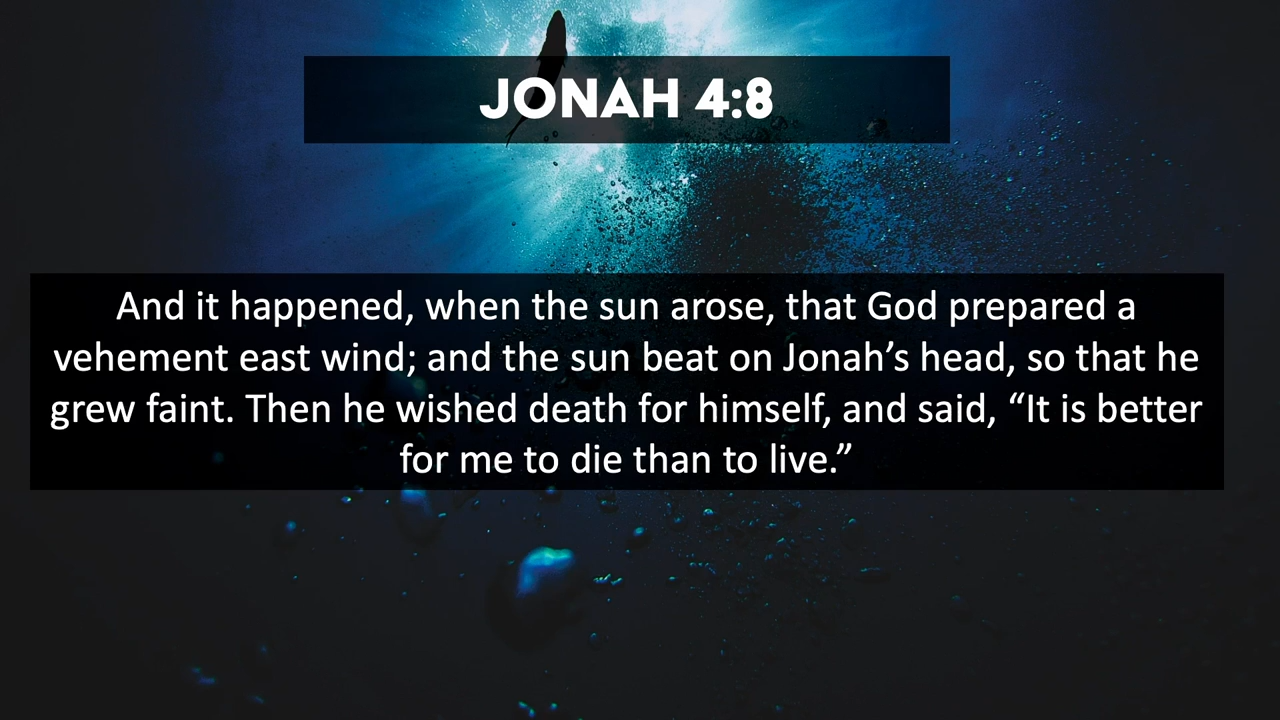 JONAH 4:8
And it happened, when the sun arose, that God prepared a
vehement east wind; and the sun beat on Jonah’s head, so that he
grew faint. Then he wished death for himself, and said, “It is better
for me to die than to live.”